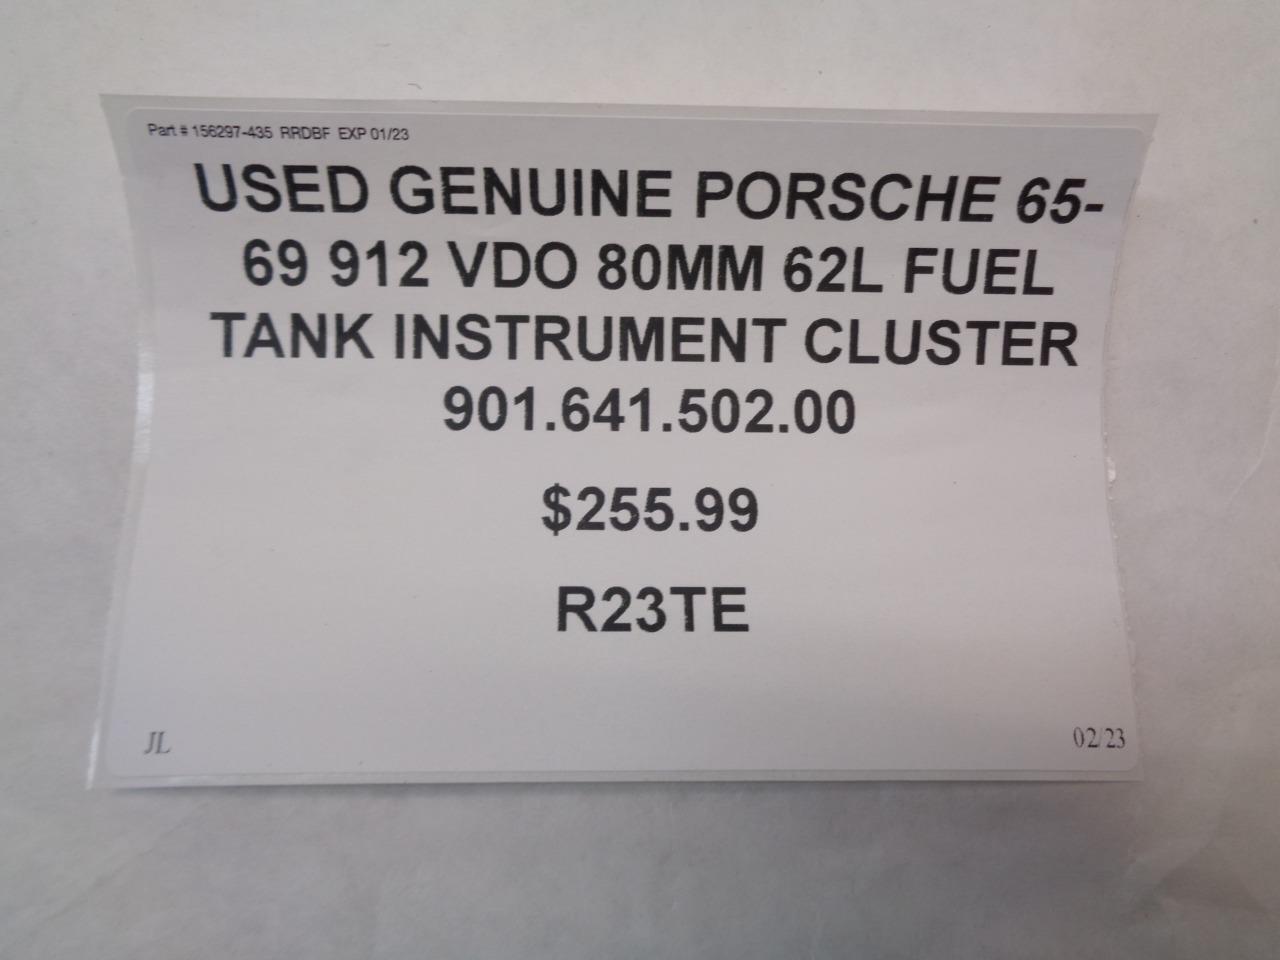 Part # 156297-435 RRDBF EXP 01/23
USED GENUINE PORSCHE 65-
69 912 VDO 80MM 62L FUEL
TANK INSTRUMENT CLUSTER
901.641.502.00
$255.99
R23TE
JL 02/23